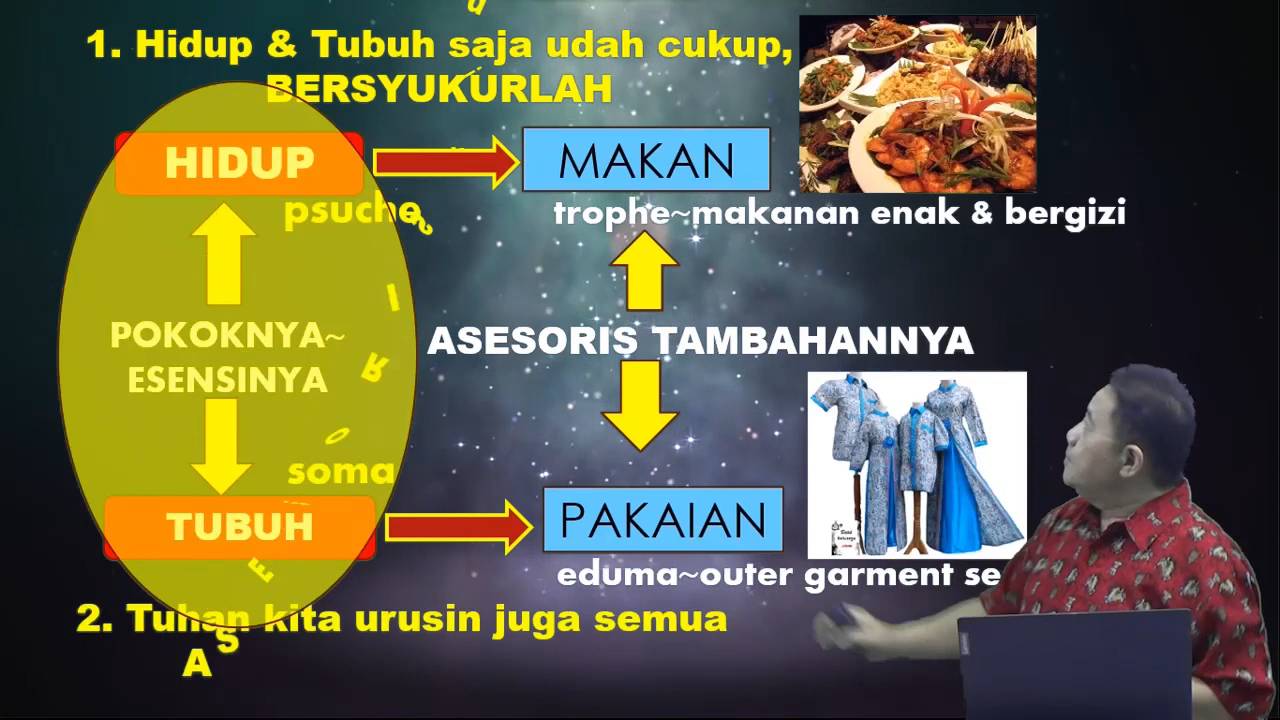 1. Hidup & Tubuh saja udah cukup,
BERSYUKURLAH
HIDUP
MAKAN
psuche
trophe~makanan enak & bergizi
POKOKNYA~
ESENSINYA
ASESORIS TAMBAHANNYA
soma
TUBUH
PAKAIAN
eduma~outer garment se
2. Tuhan kita urusin juga semua
A S E O R I S